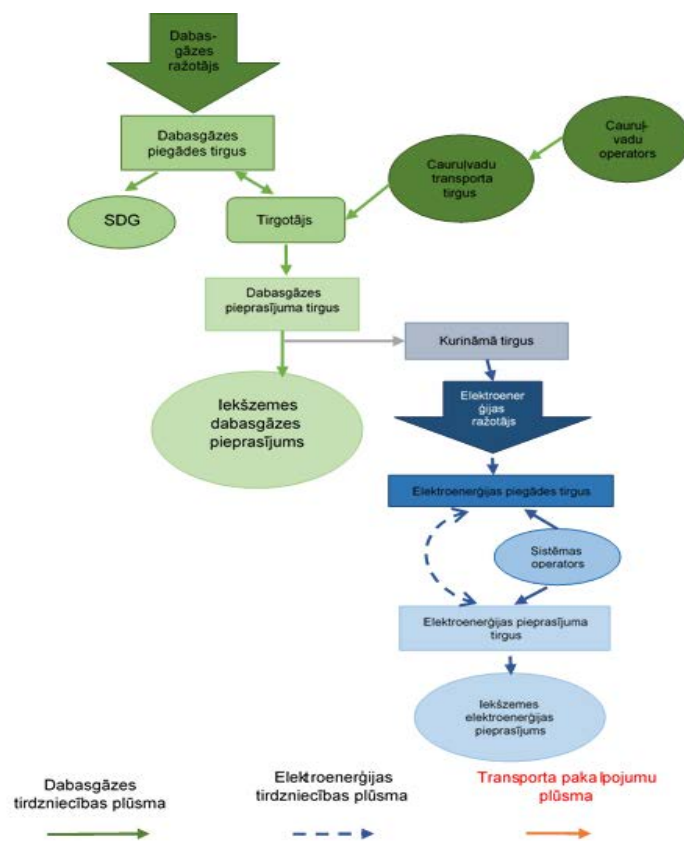 Dabas-
gāzes
ražotājs
Dabasgāzes
piegādes tirgus
Cauruļ-
vadu
operators
Cauruļvadu
transporta
tirgus
SDG
Tirgotājs
Dabasgāzes
pieprasījuma tirgus
Kurināmā tirgus
Iekšzemes
dabasgāzes
pieprasījums
Elektroener
ģijas
ražotājs
Elektroenerģijas piegādes tirgus
Sistēmas
operators
Elektroenerģijas pieprasījuma
tirgus
Iekšzemes
elektroenerģijas
pieprasījums
Dabasgāzes
tirdzniecības plūsma
Elektroenerģijas
tirdzniecības plūsma
Transporta pakalpojumu
plūsma